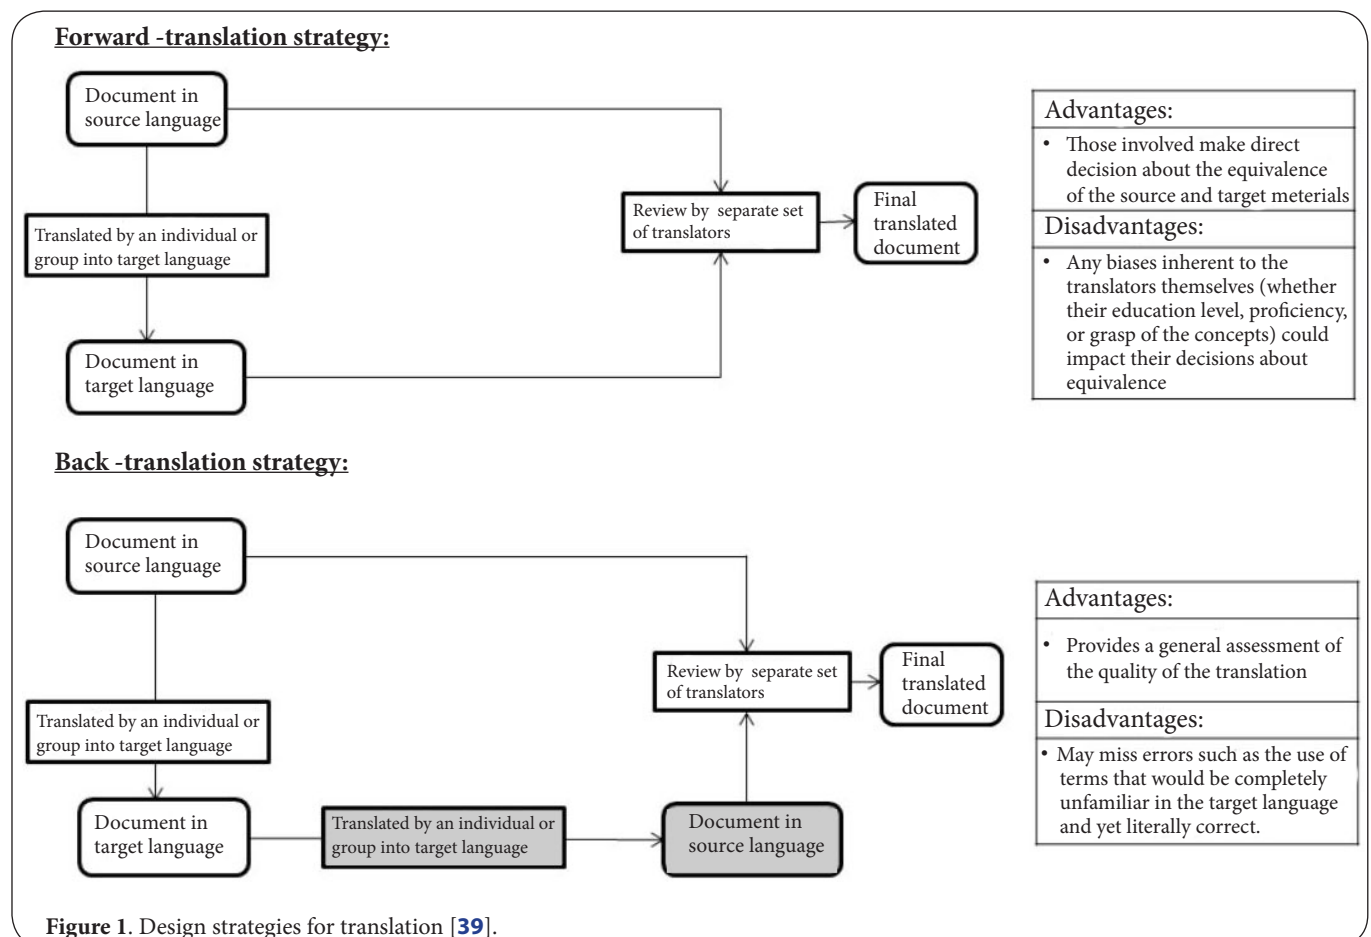 Forward -translation strategy:
Document in
source language
Translated by an individual or
group into target language
Document in
target language
Review by separate set
of translators
Final
translated
document
Advantages:
• Those involved make direct
decision about the equivalence
of the source and target meterials
Disadvantages:
• Any biases inherent to the
translators themselves (whether
their education level, proficiency,
or grasp of the concepts) could
impact their decisions about
equivalence
Back -translation strategy:
Document in
source language
Translated by an individual or
group into target language
Document in
target language
Translated by an individual or
group into target language
Document in
source language
Review by separate set
of translators
Final
translated
document
Advantages:
• Provides a general assessment of
the quality of the translation
Disadvantages:
• May miss errors such as the use of
terms that would be completely
unfamiliar in the target language
and yet literally correct.
Figure 1. Design strategies for translation [39].